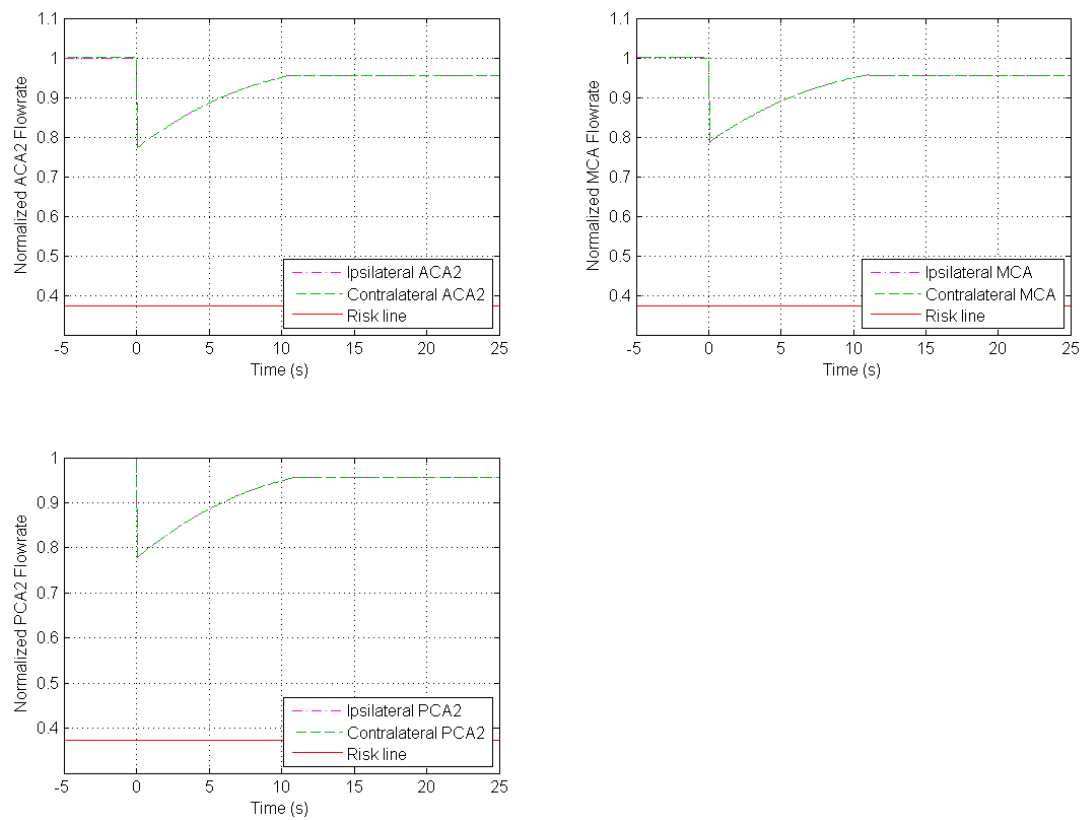 Normalized ACA2 Flowrate
1.1
1
0.9
0.8
0.7
0.6
0.5
0.4
Ipsilateral ACA2
Contralateral ACA2
Risk line
-5 0 5 10 15 20 25
Time (s)
Normalized MCA Flowrate
1.1
1
0.9
0.8
0.7
0.6
0.5
0.4
Ipsilateral MCA
Contralateral MCA
Risk line
-5 0 5 10 15 20 25
Time (s)
Normalized PCA2 Flowrate
1
0.9
0.8
0.7
0.6
0.5
0.4
Ipsilateral PCA2
Contralateral PCA2
Risk line
-5 0 5 10 15 20 25
Time (s)